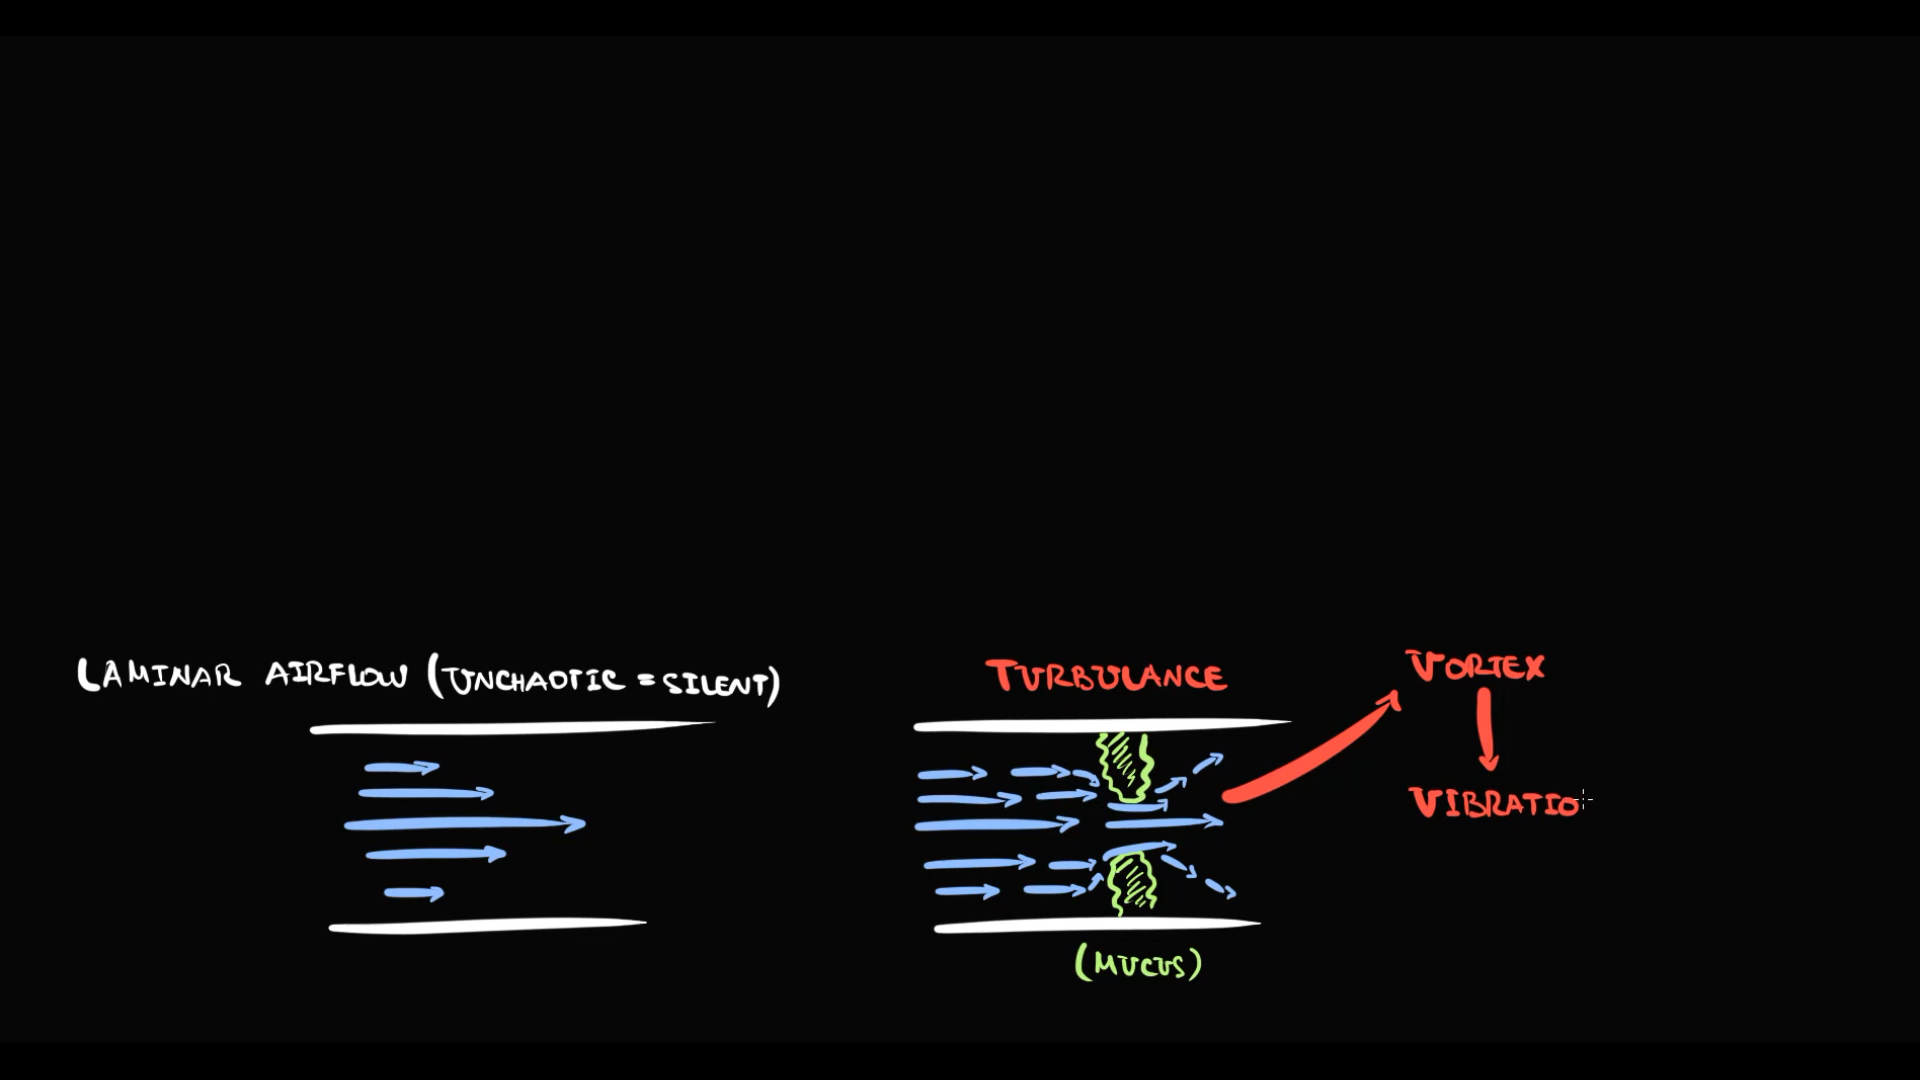 LAMINAR AIRFLOW (UNCHAOTIC = SILENT)
TURBULANCE
VORTEX
VIBRATIO
(MUCUS)